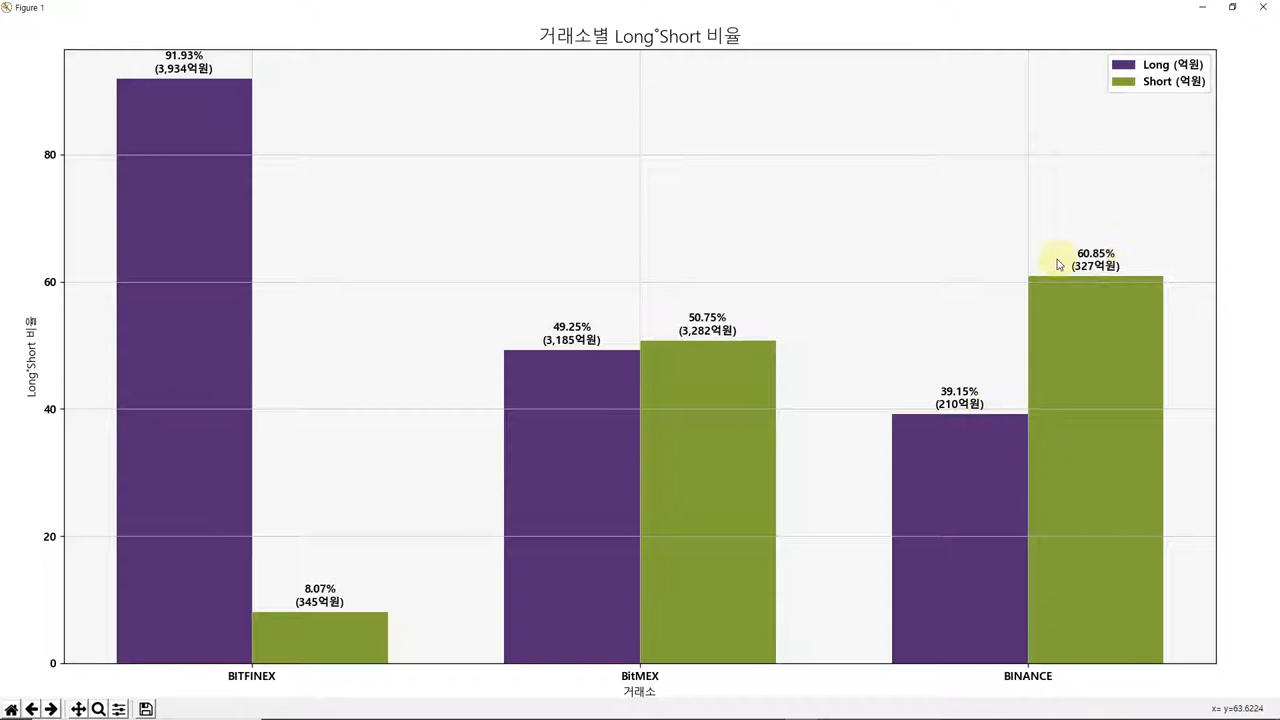 Figure 1
거래소별 Long˚Short 비율
Long (억원)
Short (억원)
91.93%
(3,934억원)
8.07%
(345억원)
49.25%
(3,185억원)
50.75%
(3,282억원)
39.15%
(210억원)
60.85%
(327억원)
80
60
40
20
0
Long˚Short 비율
BITFINEX
BitMEX
BINANCE
거래소
x= y=63.6224